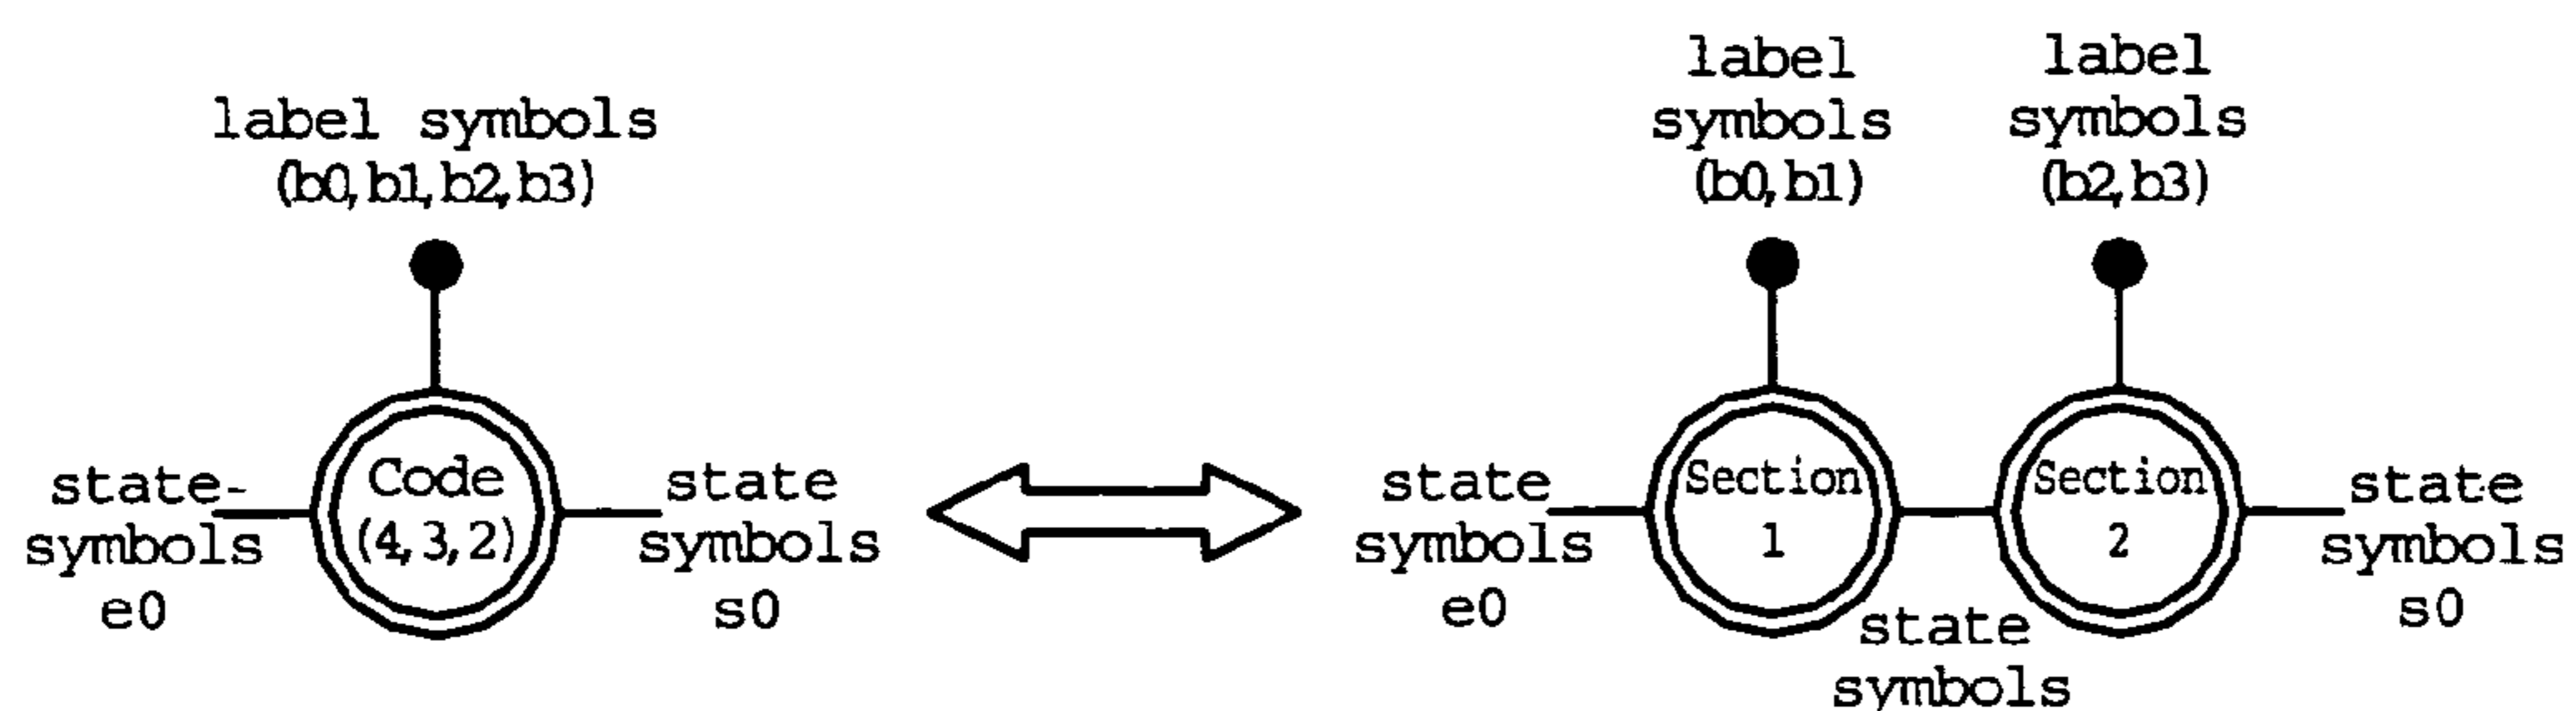 label symbols
(b0,b1,b2,b3)
state-
symbols
e0
Code
(4,3,2)
state
symbols
s0
label
symbols
(b0,b1)
label
symbols
(b2,b3)
state
symbols
e0
Section
1
state
symbols
Section
2
state
symbols
s0